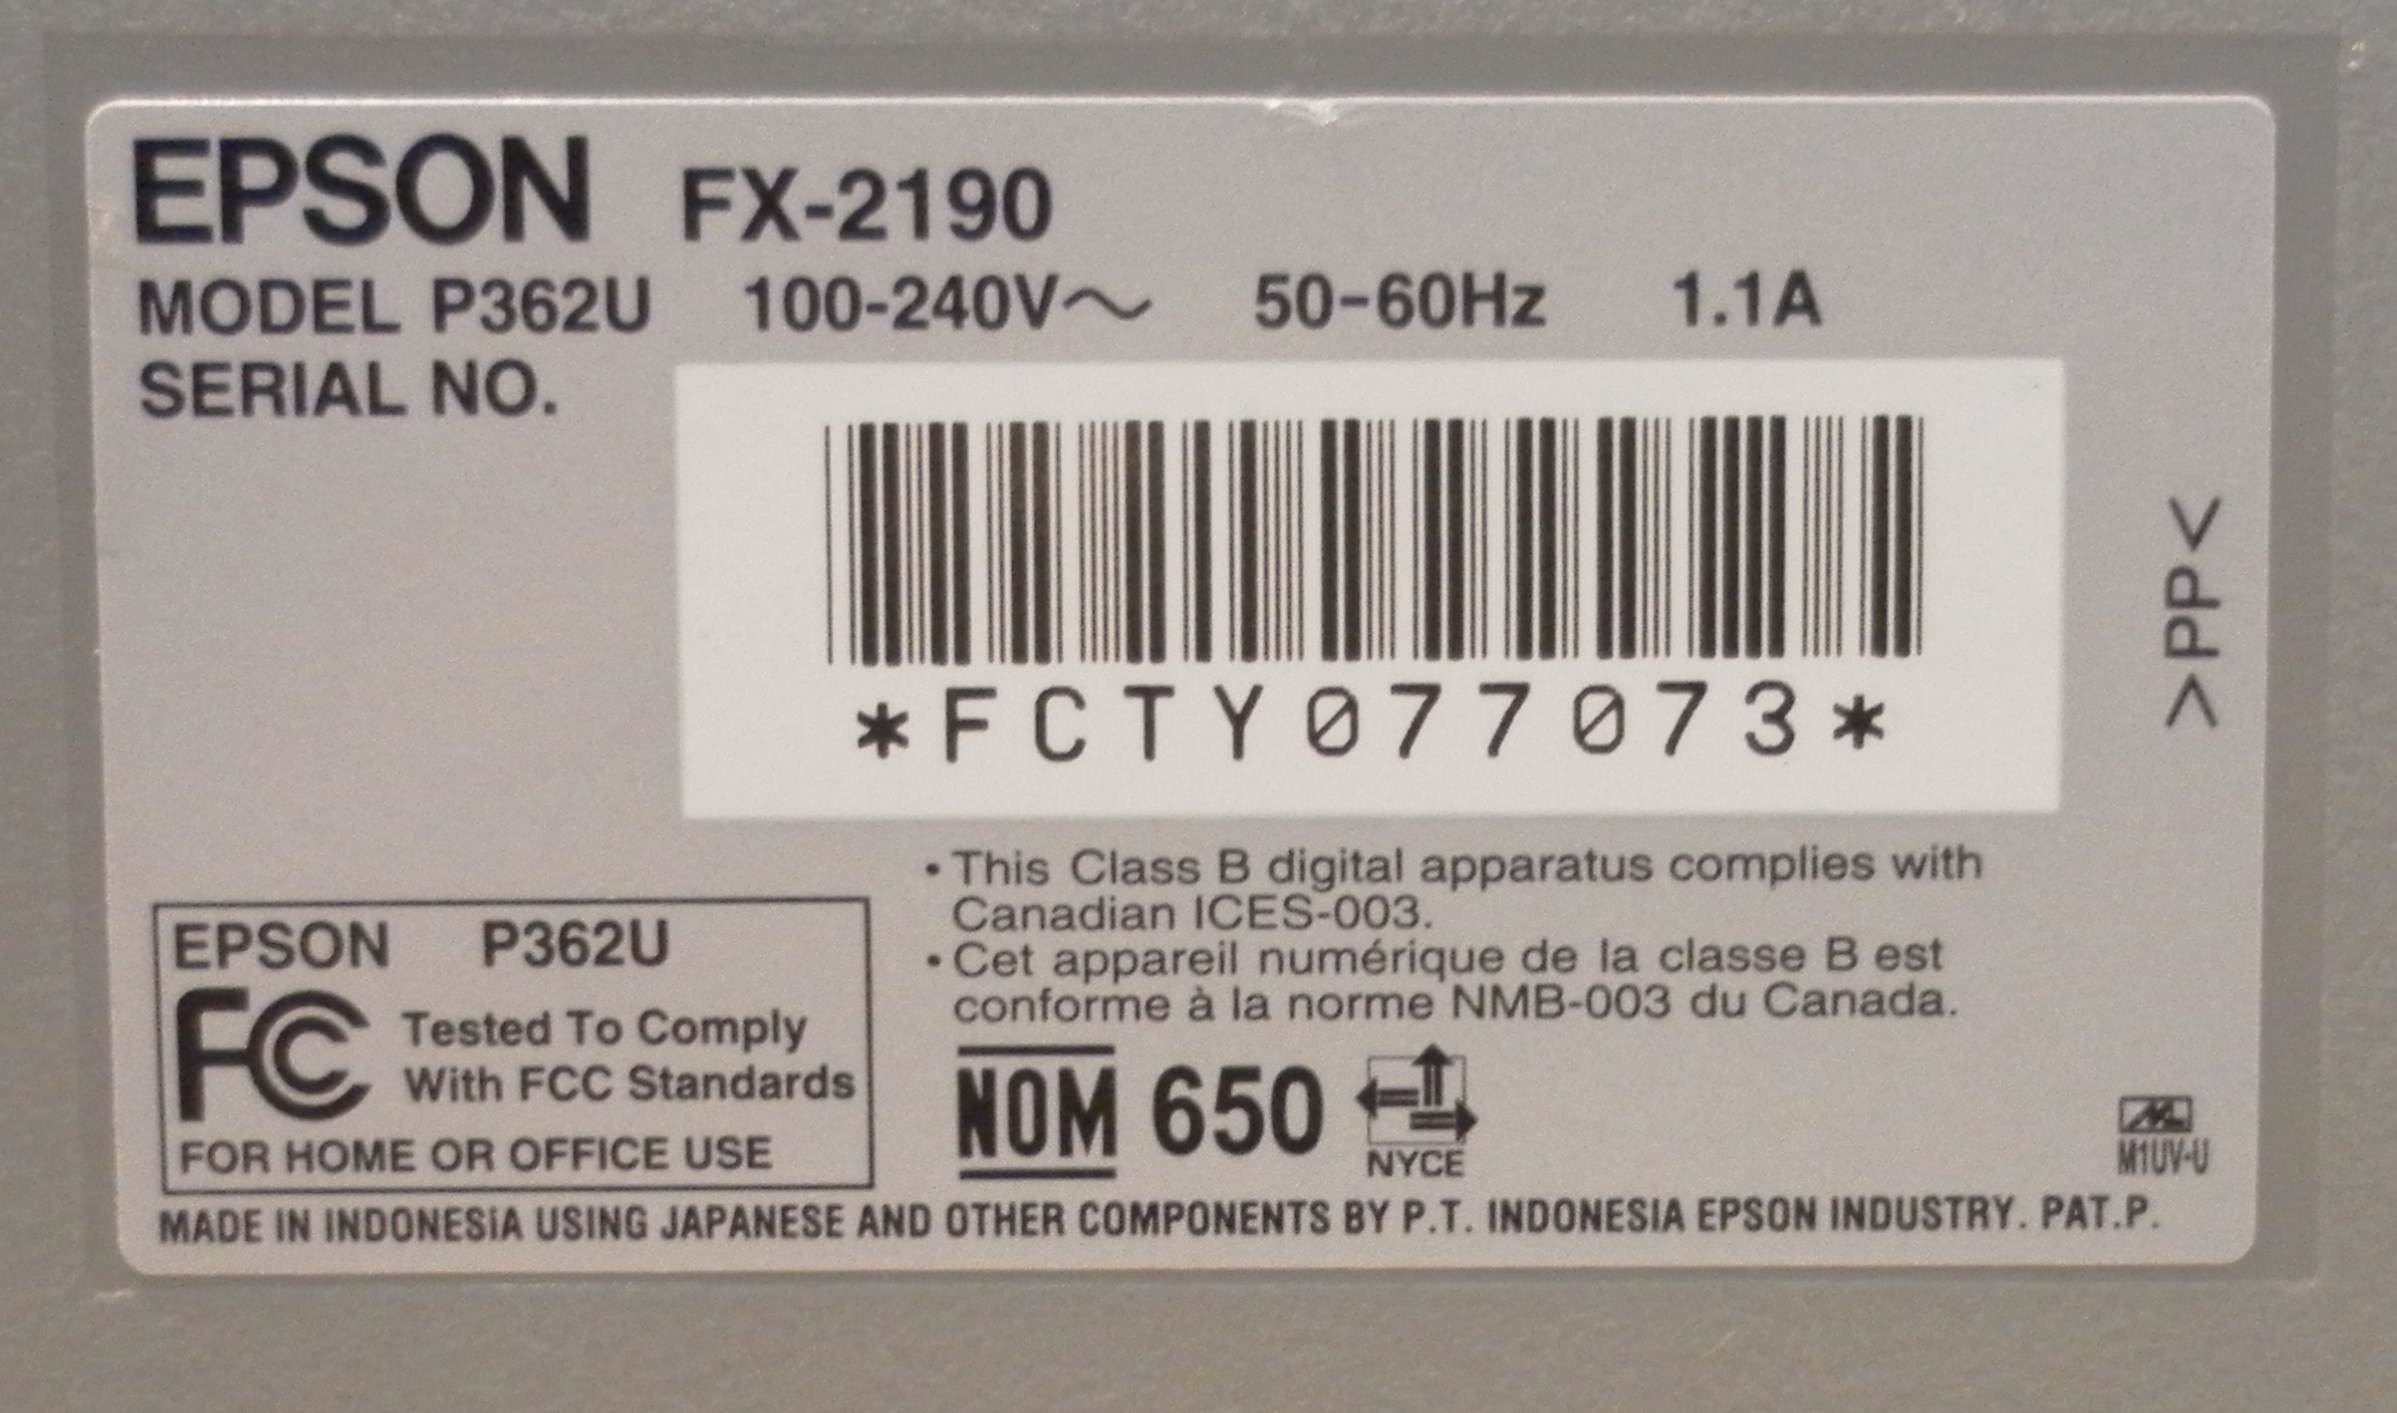 EPSON FX-2190
MODEL P362U 100-240V～ 50-60Hz 1.1A
SERIAL NO.
*FCTY077073*
>PP<
• This Class B digital apparatus complies with
Canadian ICES-003.
• Cet appareil numérique de la classe B est
conforme à la norme NMB-003 du Canada.
EPSON P362U
FC Tested To Comply
With FCC Standards
FOR HOME OR OFFICE USE
NOM 650 NYCE
M1UV-U
MADE IN INDONESiA USING JAPANESE AND OTHER COMPONENTS BY P.T. INDONESIA EPSON INDUSTRY. PAT.P.